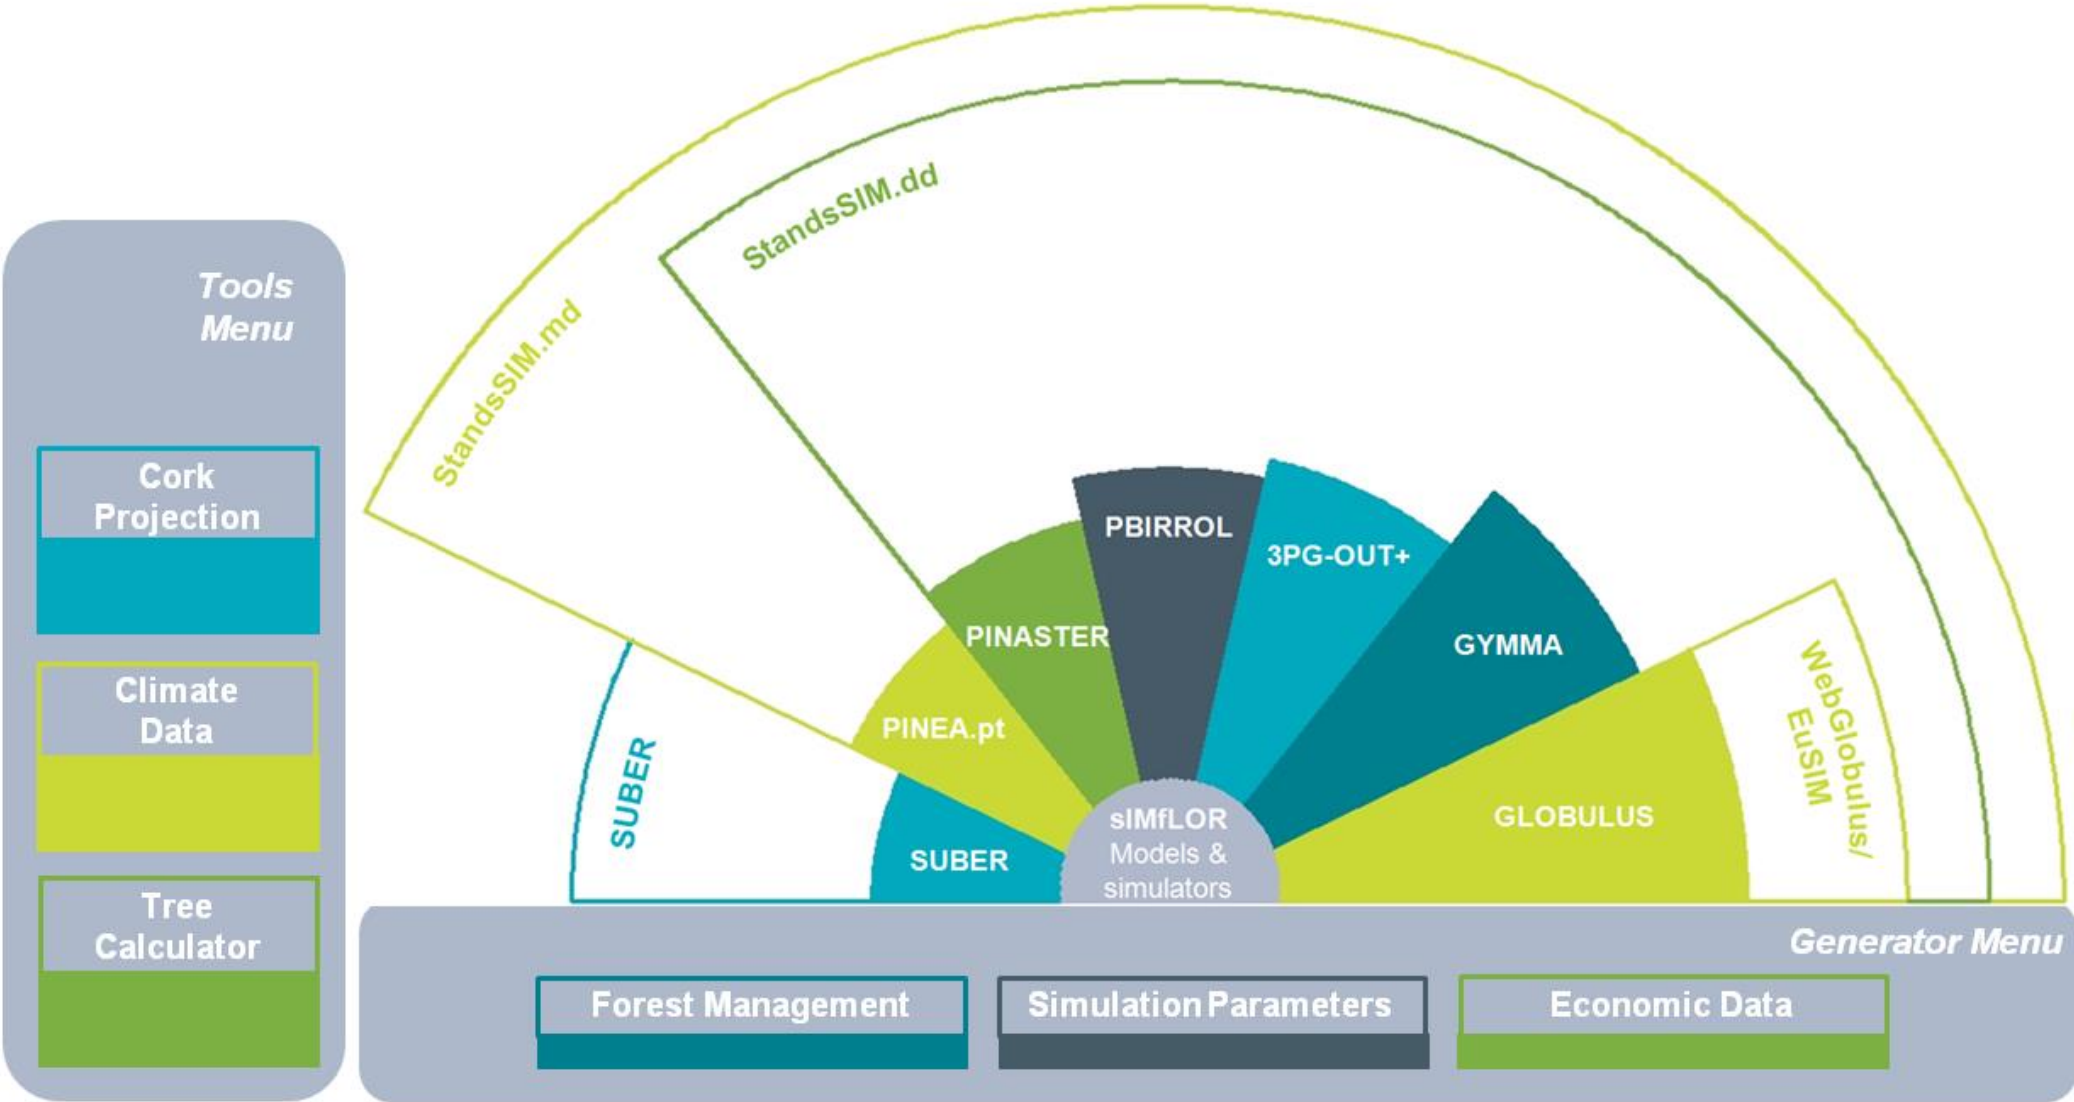 Tools
Menu
Cork
Projection
Climate
Data
Tree
Calculator
StandsSIM.md
StandsSIM.dd
SUBER
SUBER
PINEA.pt
PINASTER
PBIRROL
3PG-OUT+
GYMMA
GLOBULUS
WebGlobulus/
EuSIM
sIMfLOR
Models &
simulators
Generator Menu
Forest Management
Simulation Parameters
Economic Data